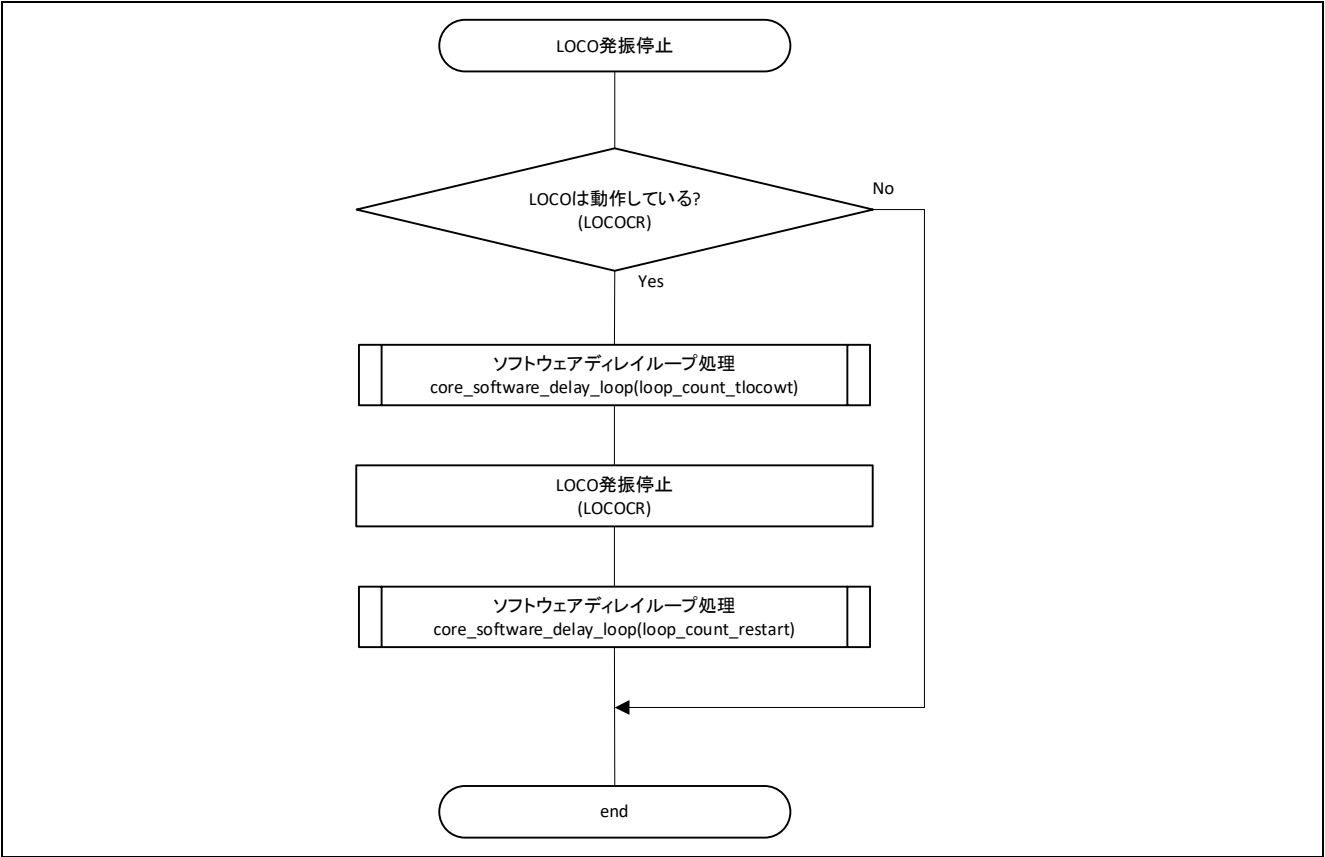 LOCO発振停止
LOCOは動作している?
(LOCOCR)
No
Yes
ソフトウェアディレイループ処理
core_software_delay_loop(loop_count_tlocowt)
LOCO発振停止
(LOCOCR)
ソフトウェアディレイループ処理
core_software_delay_loop(loop_count_restart)
end